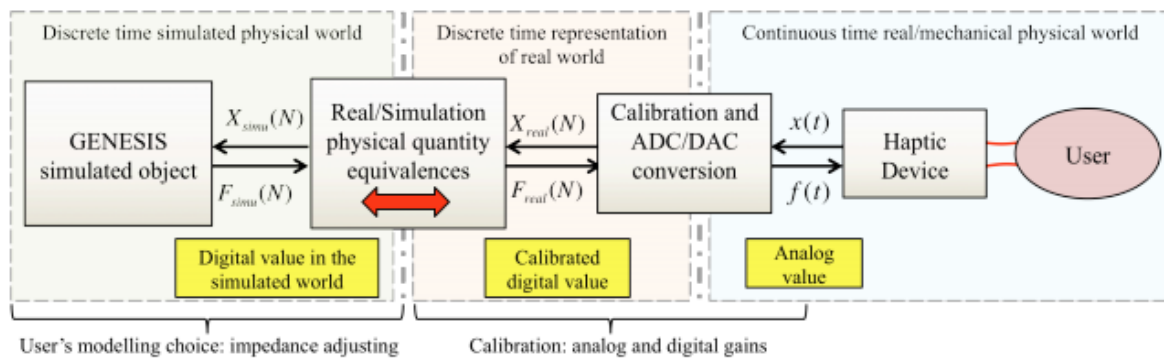 Discrete time simulated physical world
Discrete time representation
of real world
Continuous time real/mechanical physical world
GENESIS
simulated object
X_simu(N)
F_simu(N)
Real/Simulation
physical quantity
equivalences
X_real(N)
F_real(N)
Calibration and
ADC/DAC
conversion
x(t)
f(t)
Haptic
Device
User
Digital value in the
simulated world
Calibrated
digital value
Analog
value
User's modelling choice: impedance adjusting
Calibration: analog and digital gains